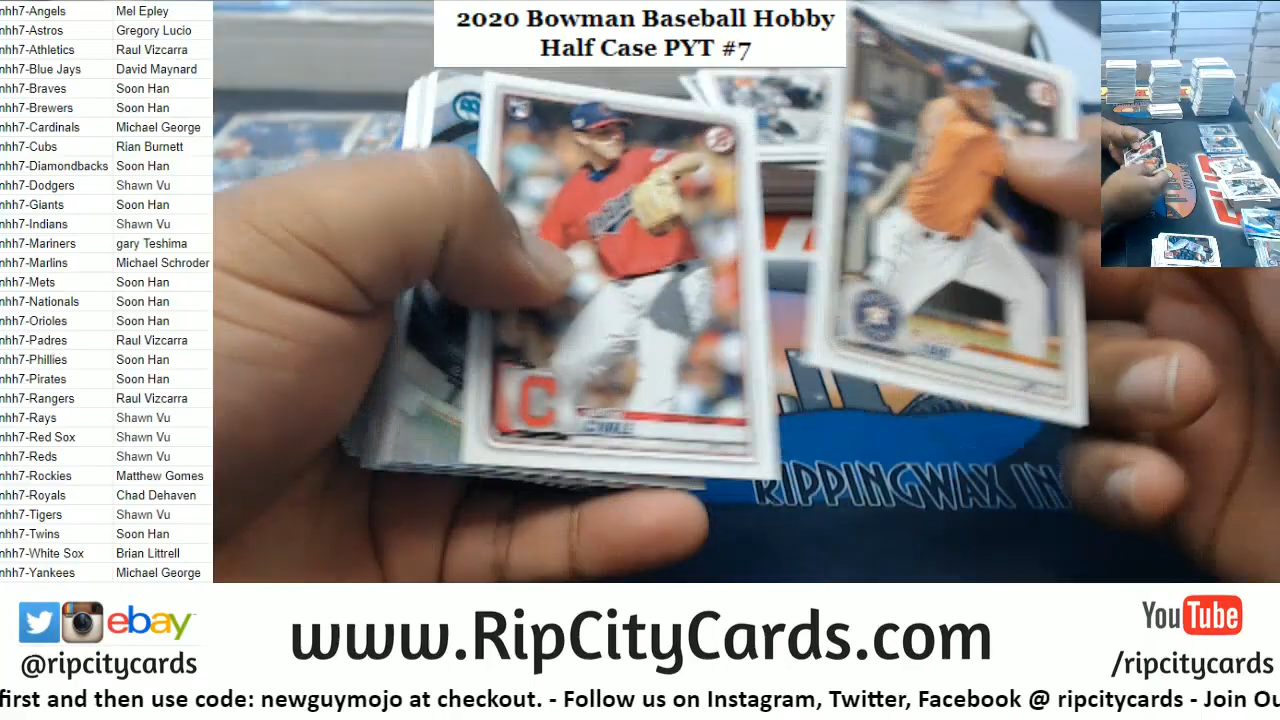 2020 Bowman Baseball Hobby
Half Case PYT #7
nhh7-Angels Mel Epley
nhh7-Astros Gregory Lucio
nhh7-Athletics Raul Vizcarra
nhh7-Blue Jays David Maynard
nhh7-Braves Soon Han
nhh7-Brewers Soon Han
nhh7-Cardinals Michael George
nhh7-Cubs Rian Burnett
nhh7-Diamondbacks Soon Han
nhh7-Dodgers Shawn Vu
nhh7-Giants Soon Han
nhh7-Indians Shawn Vu
nhh7-Mariners gary Teshima
nhh7-Marlins Michael Schroder
nhh7-Mets Soon Han
nhh7-Nationals Soon Han
nhh7-Orioles Soon Han
nhh7-Padres Raul Vizcarra
nhh7-Phillies Soon Han
nhh7-Pirates Soon Han
nhh7-Rangers Raul Vizcarra
nhh7-Rays Shawn Vu
nhh7-Red Sox Shawn Vu
nhh7-Reds Shawn Vu
nhh7-Rockies Matthew Gomes
nhh7-Royals Chad Dehaven
nhh7-Tigers Shawn Vu
nhh7-Twins Soon Han
nhh7-White Sox Brian Littrell
nhh7-Yankees Michael George
C
RIPPINGWAX IN
ebay
@ripcitycards
www.RipCityCards.com
YouTube
/ripcitycards
first and then use code: newguymojo at checkout. - Follow us on Instagram, Twitter, Facebook @ ripcitycards - Join Ou